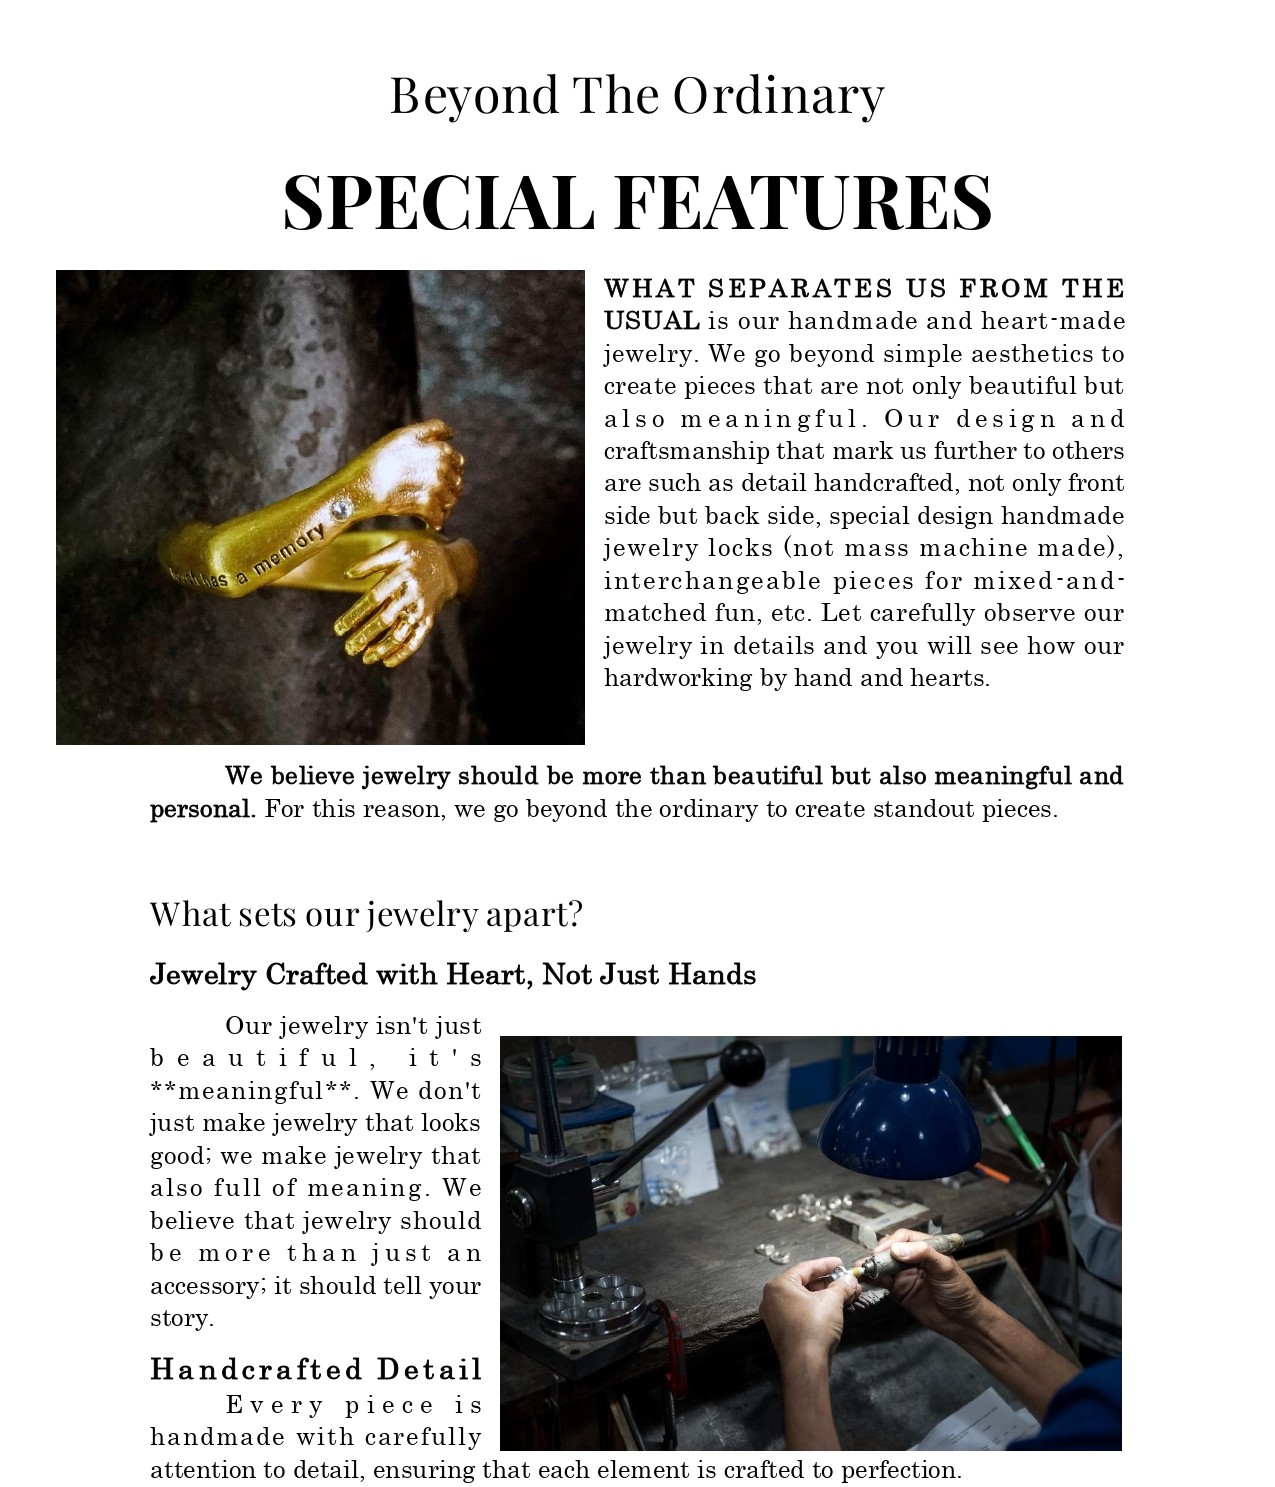 Beyond The Ordinary
SPECIAL FEATURES
WHAT SEPARATES US FROM THE
USUAL is our handmade and heart-made
jewelry. We go beyond simple aesthetics to
create pieces that are not only beautiful but
also meaningful. Our design and
craftsmanship that mark us further to others
are such as detail handcrafted, not only front
side but back side, special design handmade
jewelry locks (not mass machine made),
interchangeable pieces for mixed-and-
matched fun, etc. Let carefully observe our
jewelry in details and you will see how our
hardworking by hand and hearts.
has a memory
We believe jewelry should be more than beautiful but also meaningful and
personal. For this reason, we go beyond the ordinary to create standout pieces.
What sets our jewelry apart?
Jewelry Crafted with Heart, Not Just Hands
Our jewelry isn't just
beautiful, it's
**meaningful**. We don't
just make jewelry that looks
good; we make jewelry that
also full of meaning. We
believe that jewelry should
be more than just an
accessory; it should tell your
story.
Handcrafted Detail
Every piece is
handmade with carefully
attention to detail, ensuring that each element is crafted to perfection.